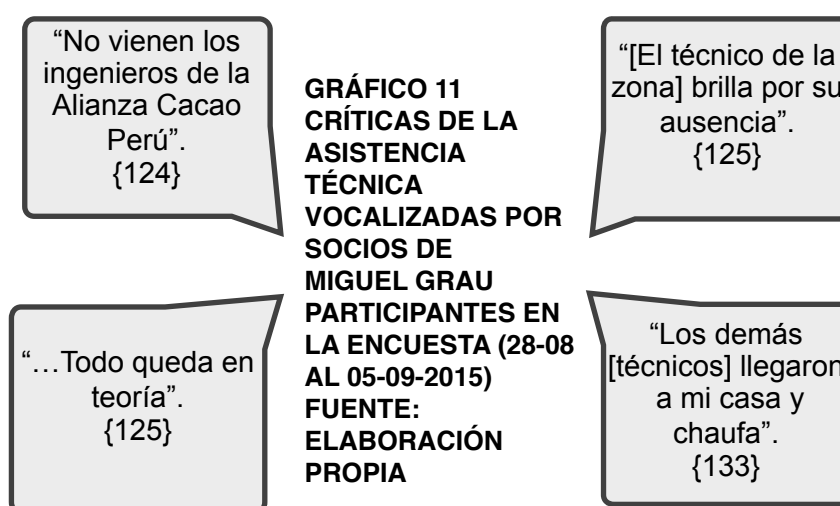 “No vienen los
ingenieros de la
Alianza Cacao
Perú”.
{124}
GRÁFICO 11
CRÍTICAS DE LA
ASISTENCIA
TÉCNICA
VOCALIZADAS POR
SOCIOS DE
MIGUEL GRAU
PARTICIPANTES EN
LA ENCUESTA (28-08
AL 05-09-2015)
FUENTE:
ELABORACIÓN
PROPIA
“[El técnico de la
zona] brilla por su
ausencia”.
{125}
“…Todo queda en
teoría”.
{125}
“Los demás
[técnicos] llegaron
a mi casa y
chaufa”.
{133}